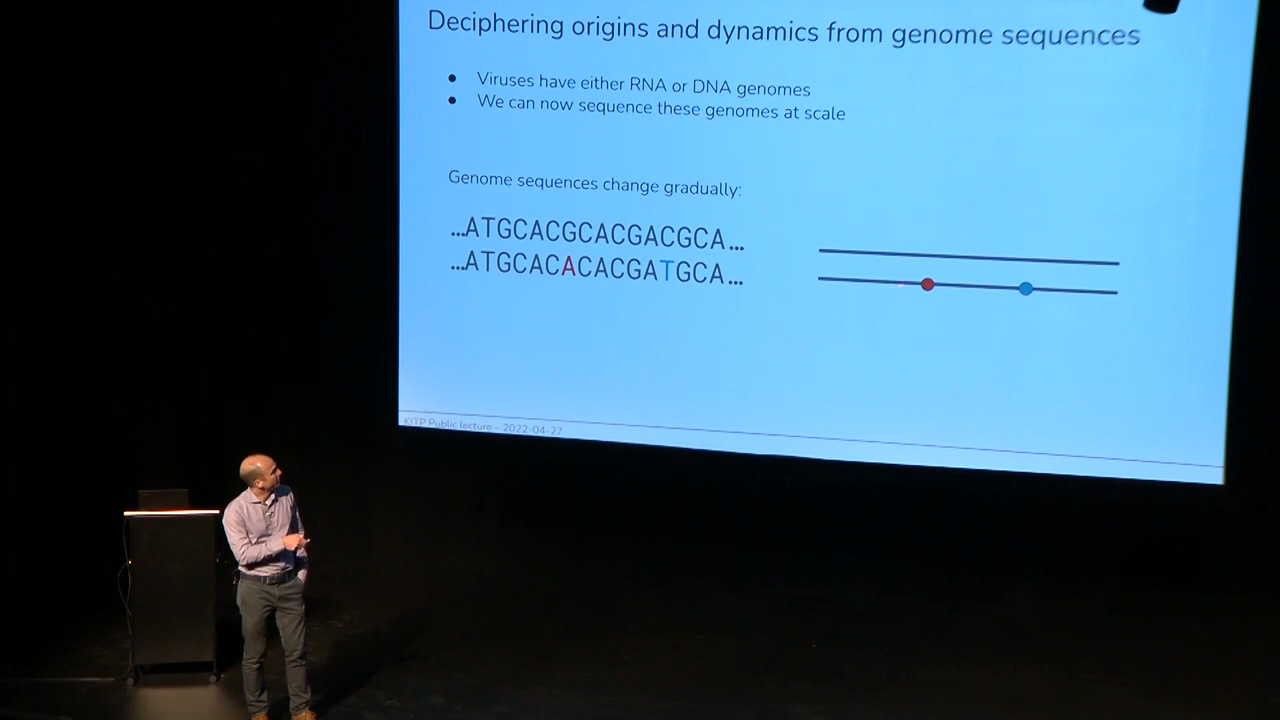 Deciphering origins and dynamics from genome sequences
• Viruses have either RNA or DNA genomes
• We can now sequence these genomes at scale
Genome sequences change gradually:
...ATGCACGCACGACGCA...
...ATGCACACACGATGCA...
KITP Public lecture – 2022-04-27